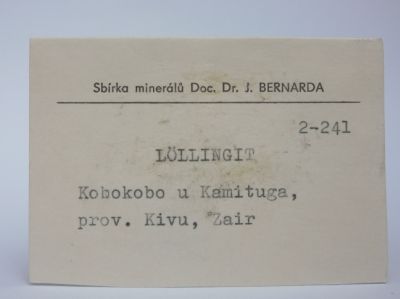 Sbírka minerálů Doc. Dr. J. BERNARDA
2-241
LÖLLINGIT
Kobokobo u Kamituga,
prov. Kivu, Zair